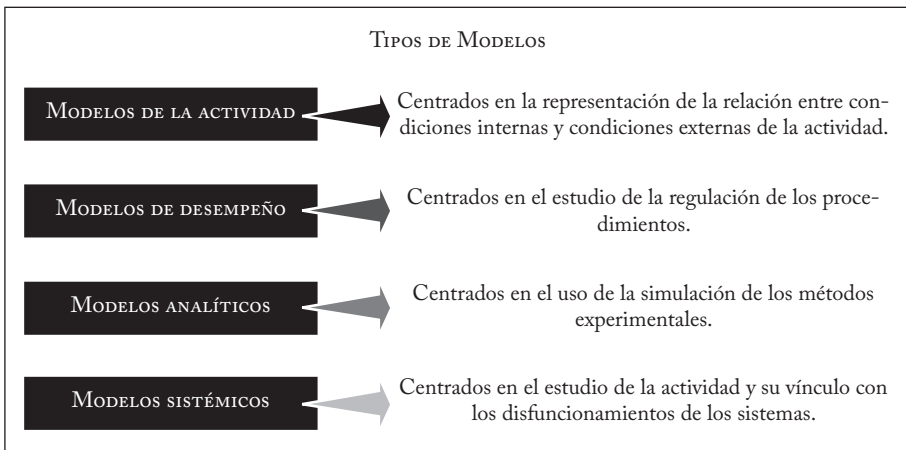 Tipos de Modelos
Modelos de la actividad
Centrados en la representación de la relación entre con-
diciones internas y condiciones externas de la actividad.
Modelos de desempeño
Centrados en el estudio de la regulación de los proce-
dimientos.
Modelos analíticos
Centrados en el uso de la simulación de los métodos
experimentales.
Modelos sistémicos
Centrados en el estudio de la actividad y su vínculo con
los disfuncionamientos de los sistemas.